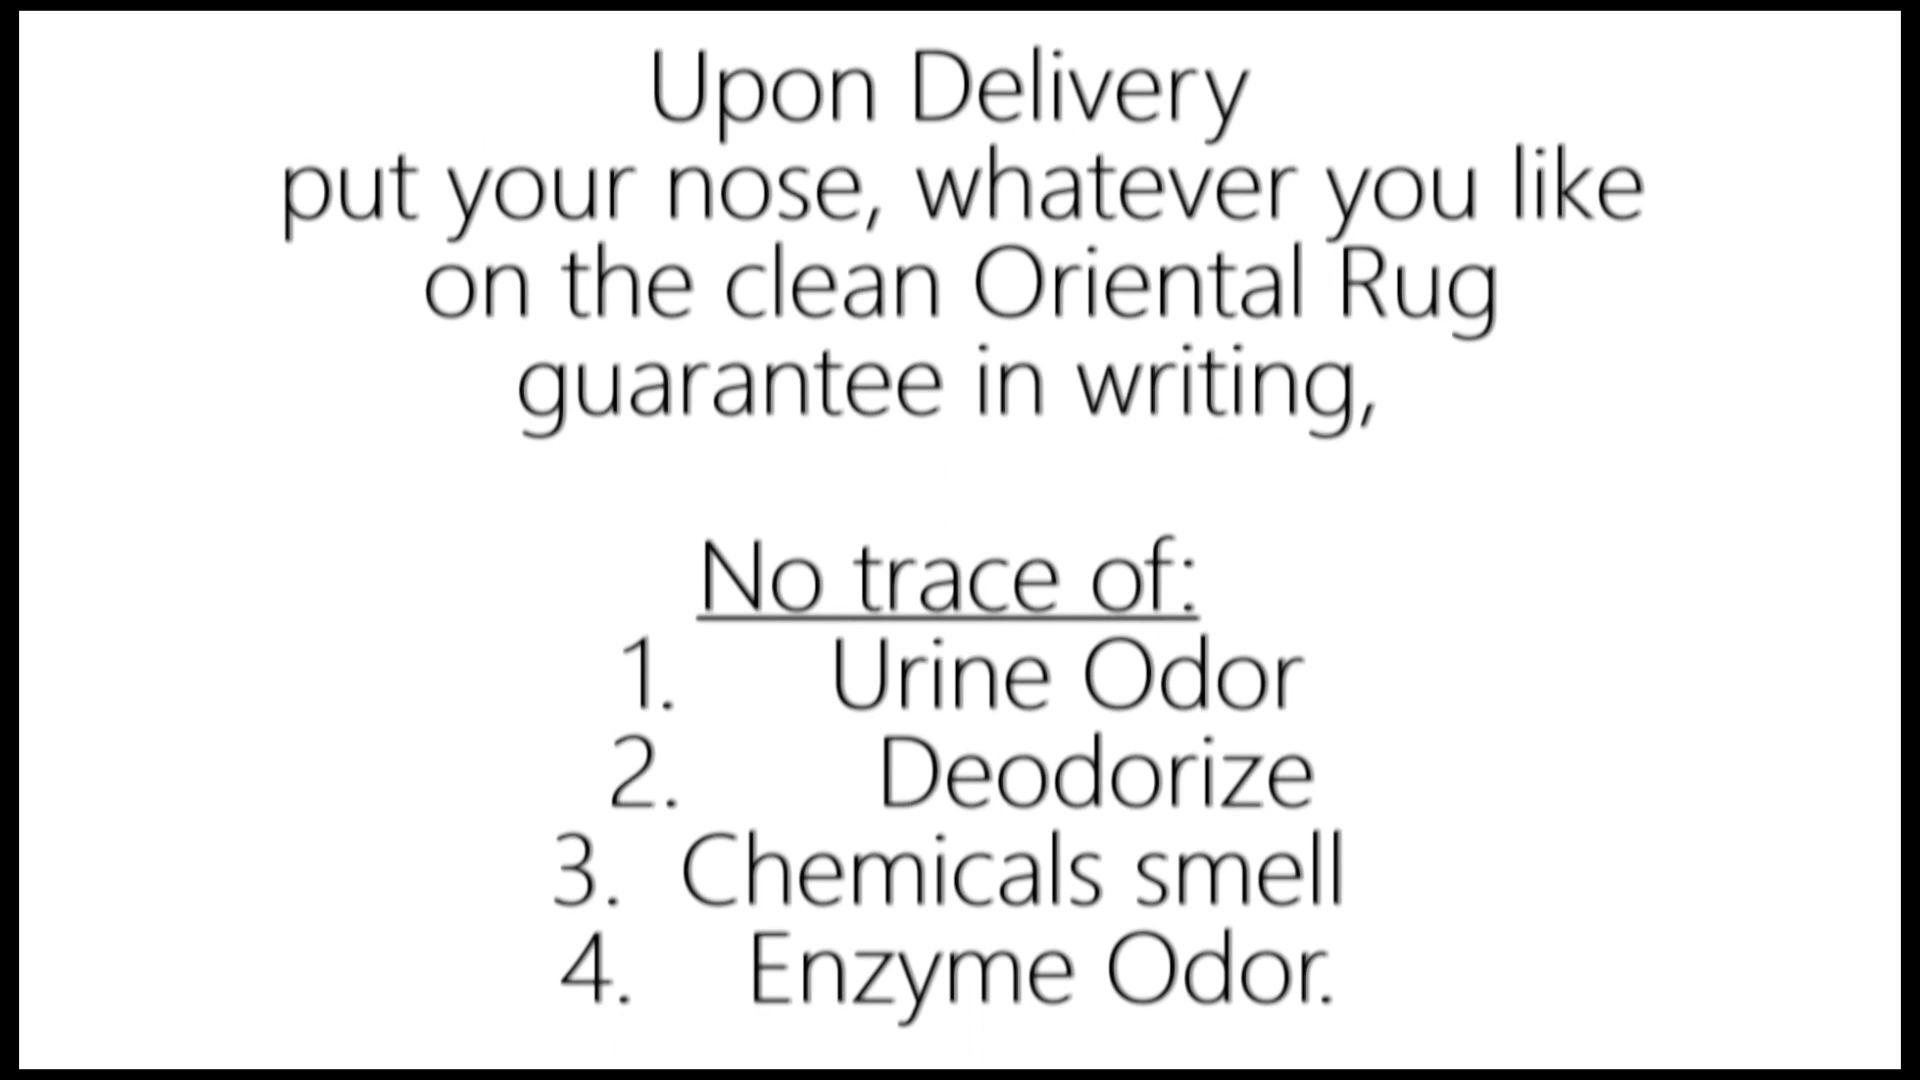 Upon Delivery
put your nose, whatever you like
on the clean Oriental Rug
guarantee in writing,
No trace of:
1. Urine Odor
2. Deodorize
3. Chemicals smell
4. Enzyme Odor.